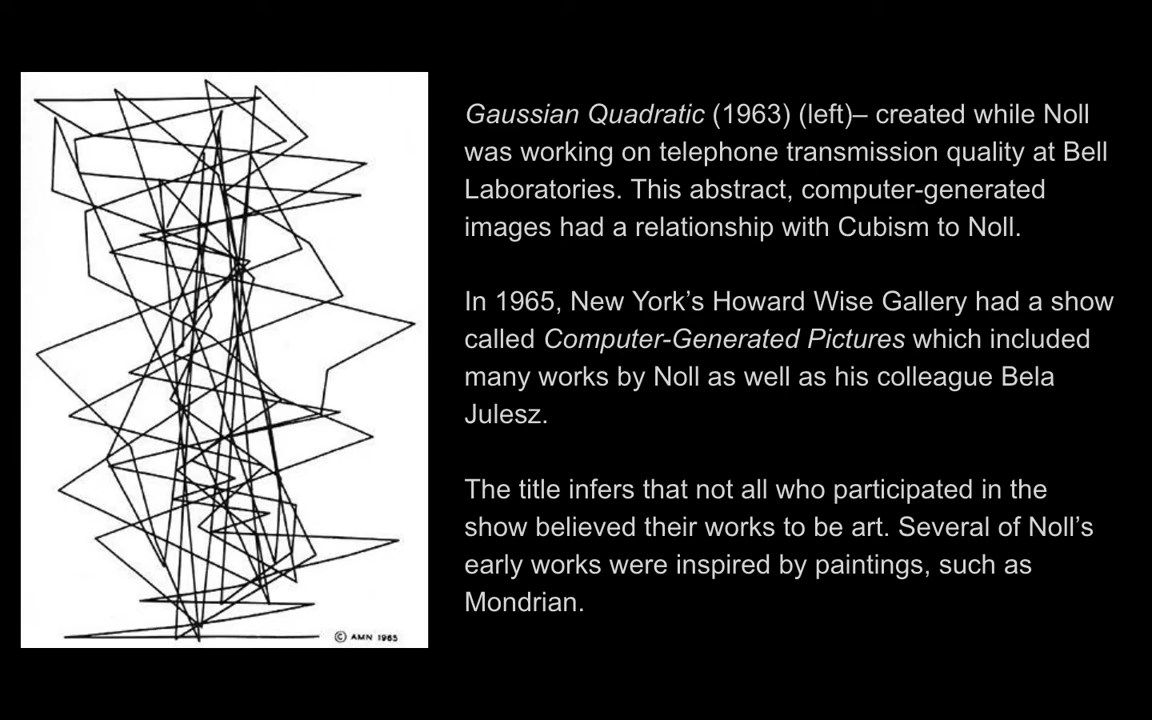 Gaussian Quadratic (1963) (left)– created while Noll
was working on telephone transmission quality at Bell
Laboratories. This abstract, computer-generated
images had a relationship with Cubism to Noll.
In 1965, New York’s Howard Wise Gallery had a show
called Computer-Generated Pictures which included
many works by Noll as well as his colleague Bela
Julesz.
The title infers that not all who participated in the
show believed their works to be art. Several of Noll’s
early works were inspired by paintings, such as
Mondrian.
© AMN 1965